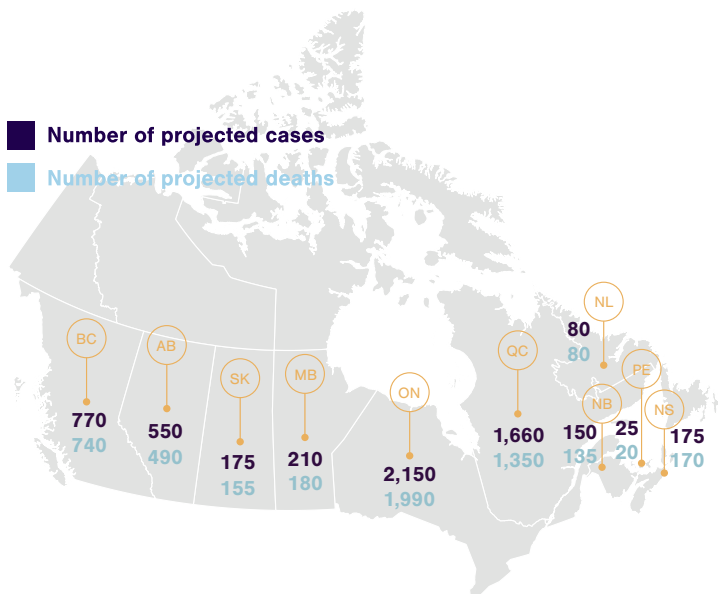 Number of projected cases
Number of projected deaths
NL
80
80
BC
770
740
AB
550
490
SK
175
155
MB
210
180
ON
2,150
1,990
QC
1,660
1,350
NB
150
135
PE
25
20
NS
175
170